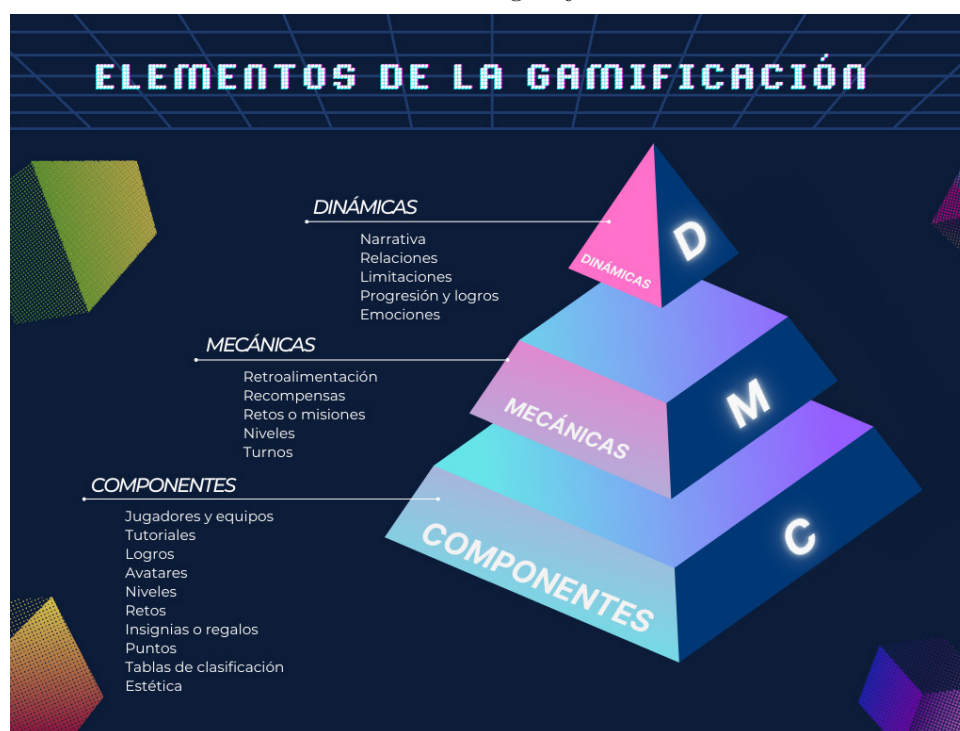 ELEMENTOS DE LA GAMIFICACIÓN
DINÁMICAS
Narrativa
Relaciones
Limitaciones
Progresión y logros
Emociones
MECÁNICAS
Retroalimentación
Recompensas
Retos o misiones
Niveles
Turnos
COMPONENTES
Jugadores y equipos
Tutoriales
Logros
Avatares
Niveles
Retos
Insignias o regalos
Puntos
Tablas de clasificación
Estética
DINÁMICAS
D
MECÁNICAS
M
COMPONENTES
C